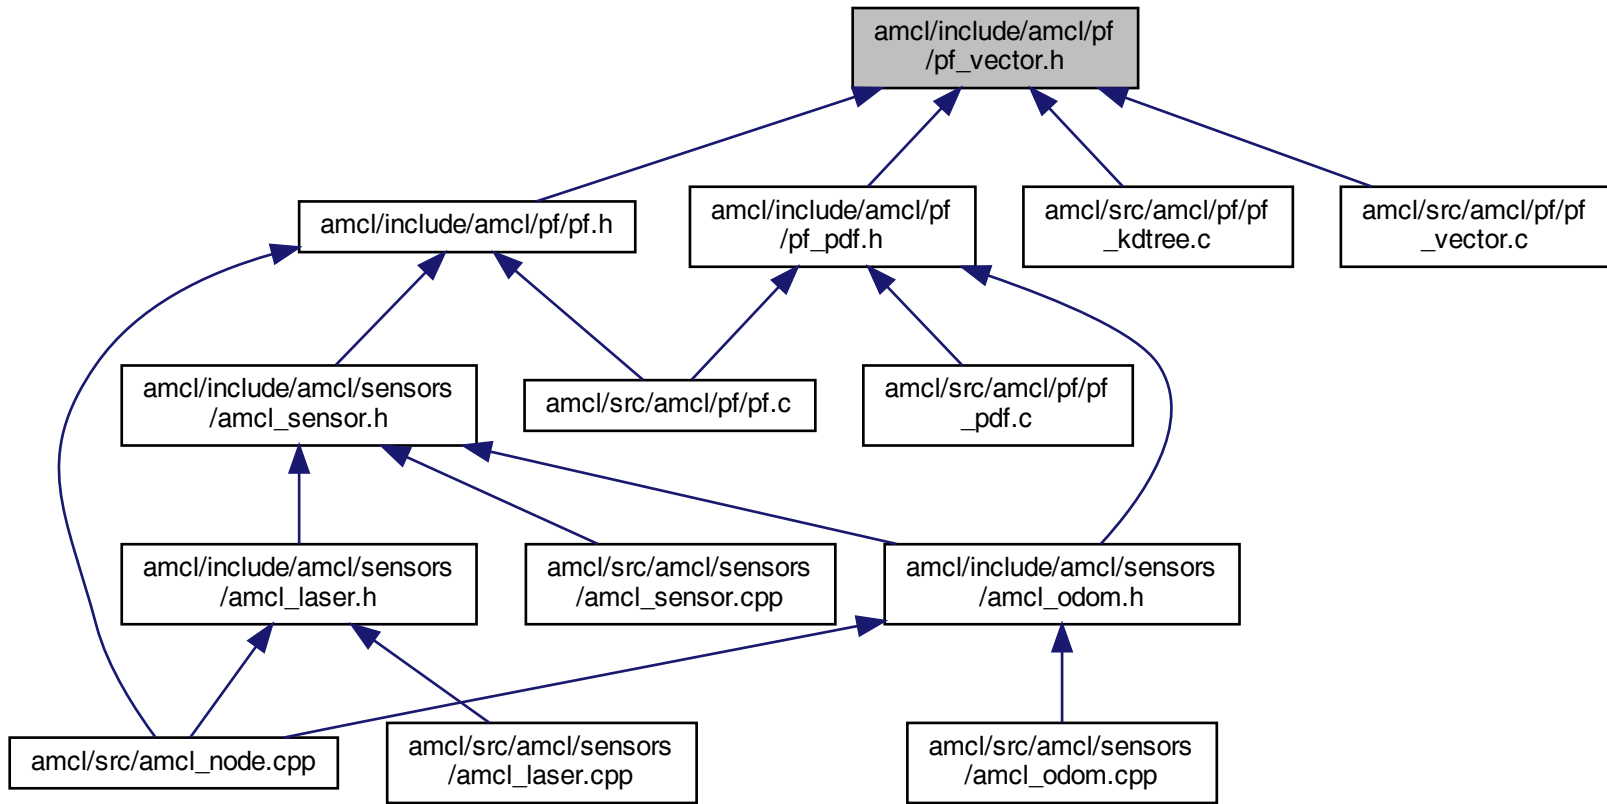 amcl/include/amcl/pf
/pf_vector.h
amcl/include/amcl/pf/pf.h
amcl/include/amcl/pf
/pf_pdf.h
amcl/src/amcl/pf/pf
_kdtree.c
amcl/src/amcl/pf/pf
_vector.c
amcl/include/amcl/sensors
/amcl_sensor.h
amcl/src/amcl/pf/pf.c
amcl/src/amcl/pf/pf
_pdf.c
amcl/include/amcl/sensors
/amcl_laser.h
amcl/src/amcl/sensors
/amcl_sensor.cpp
amcl/include/amcl/sensors
/amcl_odom.h
amcl/src/amcl_node.cpp
amcl/src/amcl/sensors
/amcl_laser.cpp
amcl/src/amcl/sensors
/amcl_odom.cpp